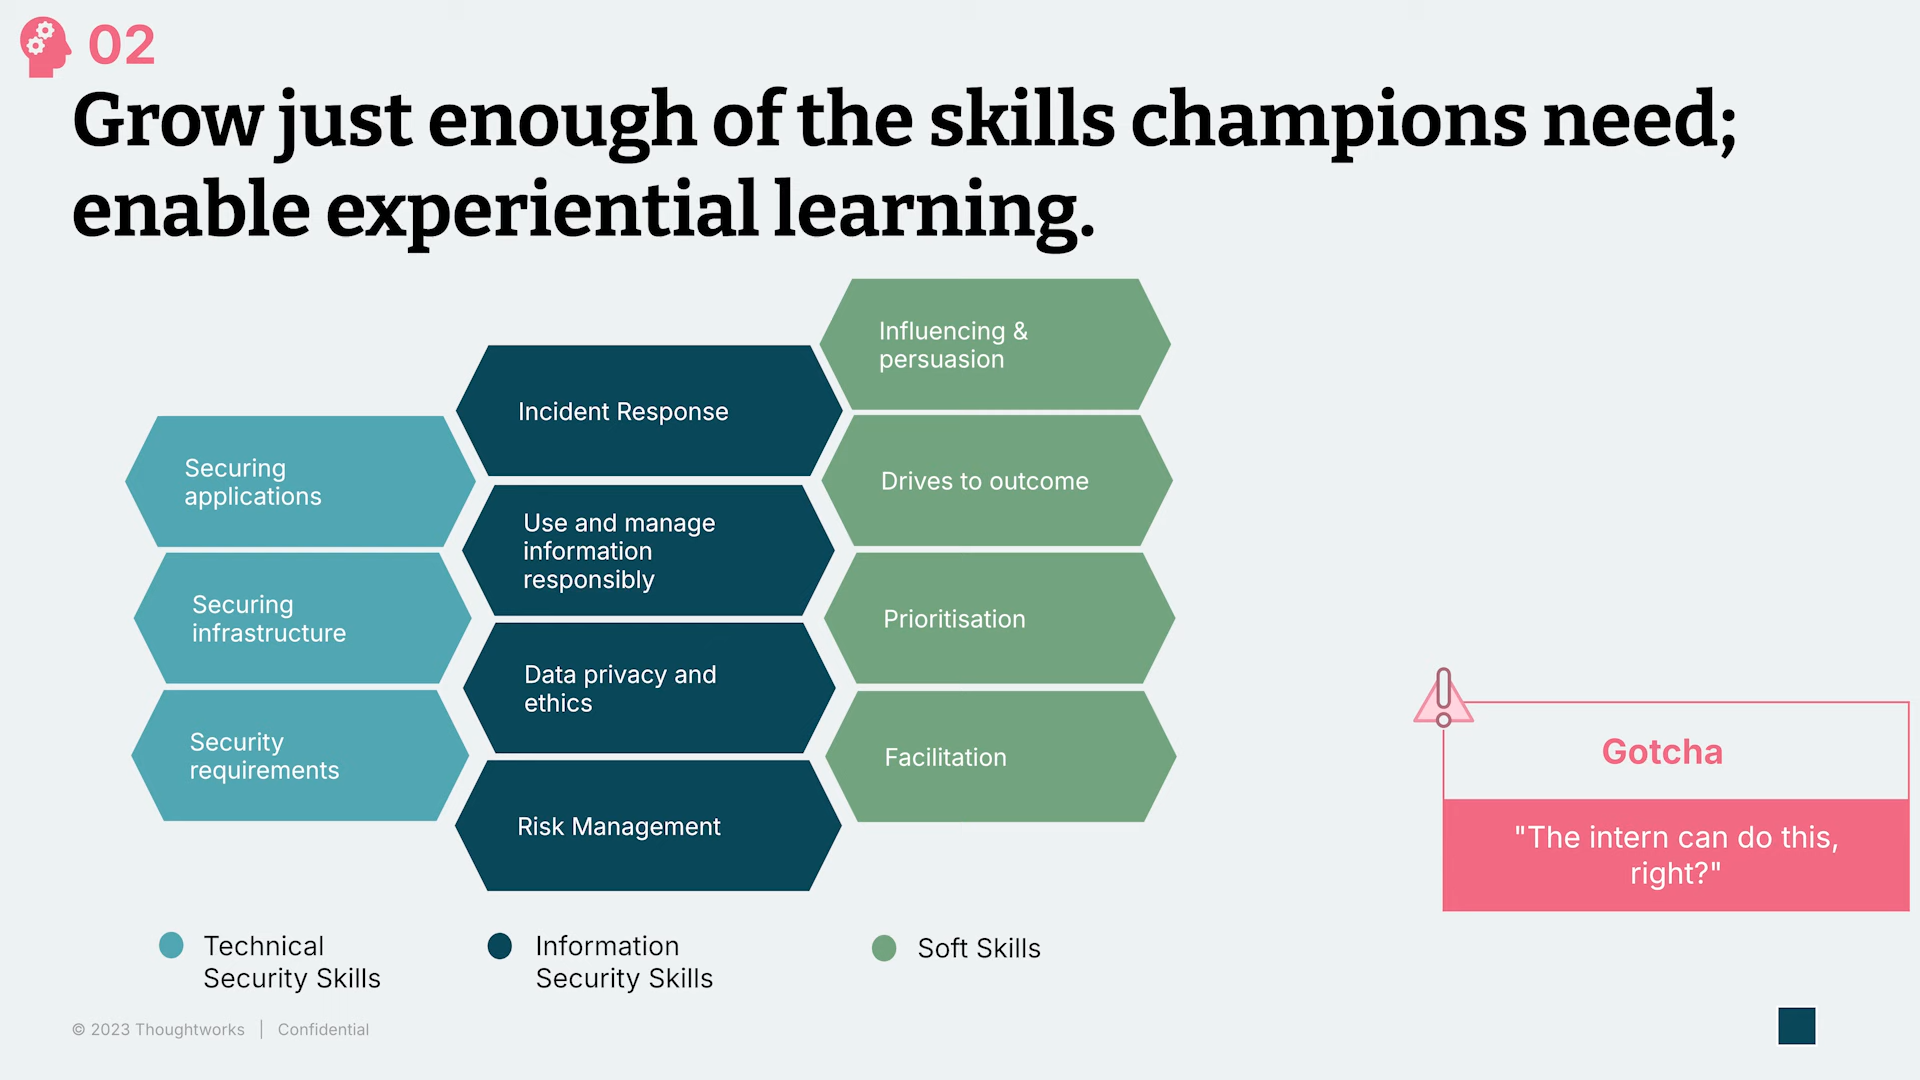 02
Grow just enough of the skills champions need;
enable experiential learning.
Securing
applications
Securing
infrastructure
Security
requirements
Incident Response
Use and manage
information
responsibly
Data privacy and
ethics
Risk Management
Influencing &
persuasion
Drives to outcome
Prioritisation
Facilitation
Gotcha
"The intern can do this,
right?"
Technical
Security Skills
Information
Security Skills
Soft Skills
© 2023 Thoughtworks | Confidential